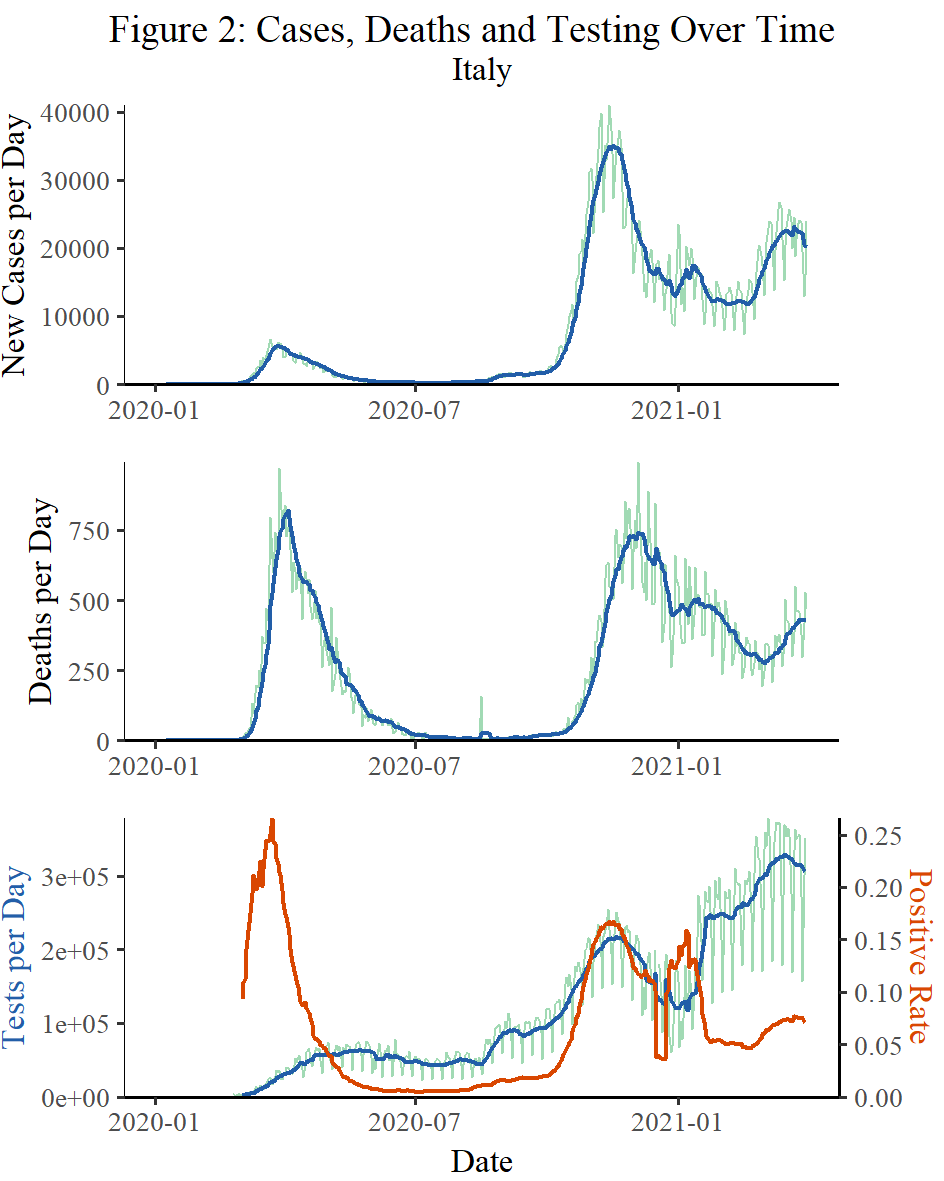 Figure 2: Cases, Deaths and Testing Over Time
Italy
New Cases per Day
40000
30000
20000
10000
0
2020-01 2020-07 2021-01
Deaths per Day
750
500
250
0
2020-01 2020-07 2021-01
Tests per Day
3e+05
2e+05
1e+05
0e+00
0.25
0.20
0.15
0.10
0.05
0.00
Positive Rate
2020-01 2020-07 2021-01
Date